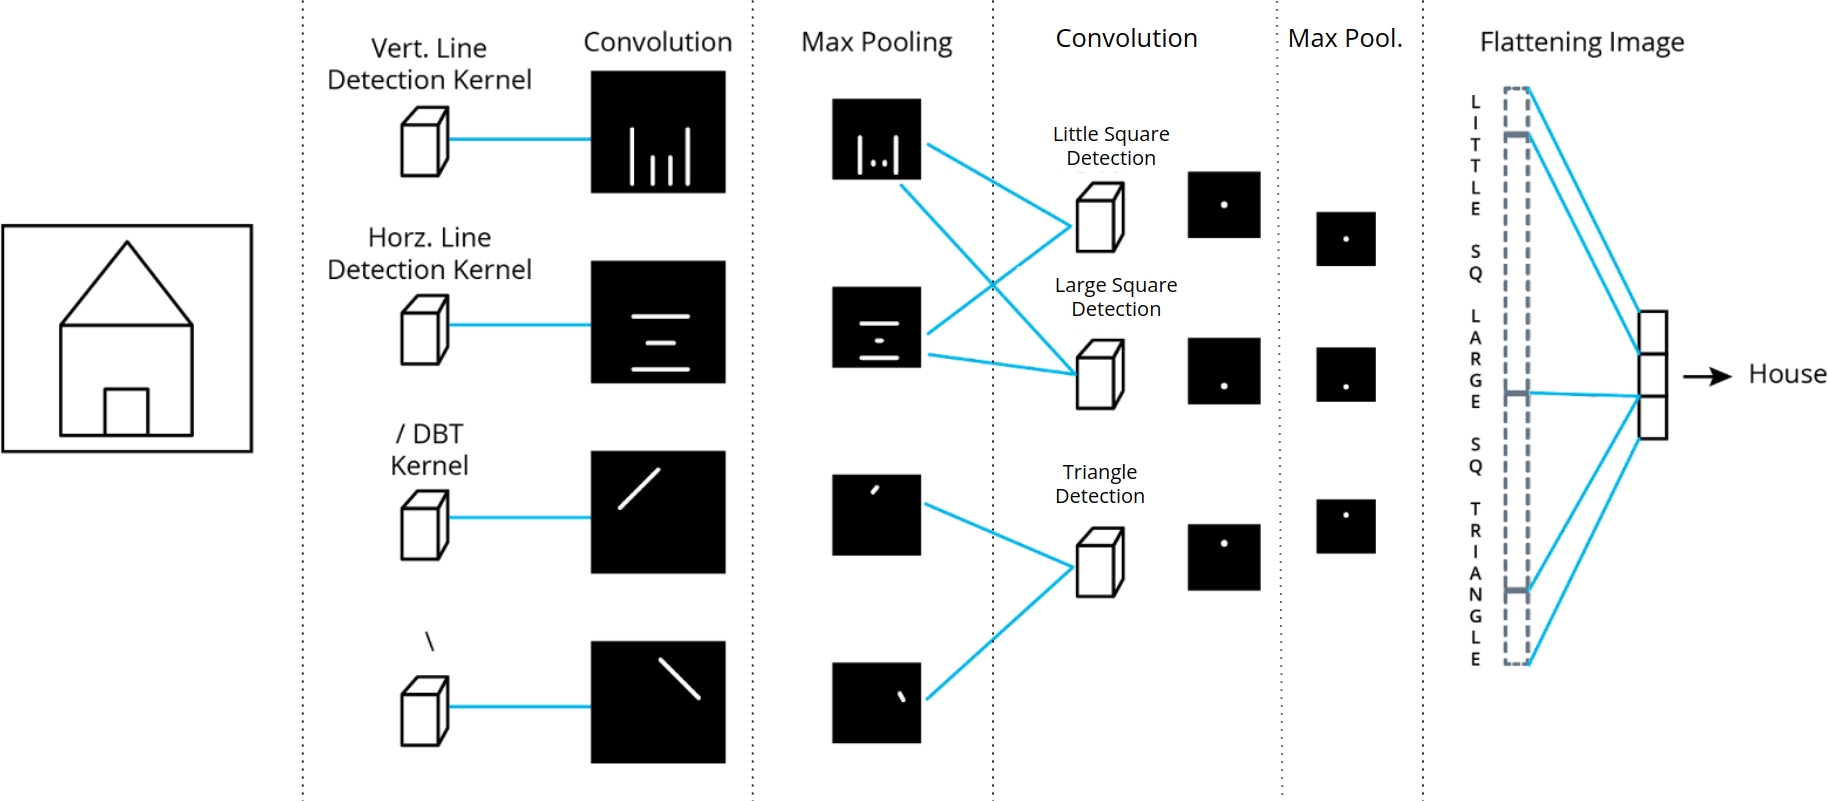 Vert. Line
Detection Kernel
Convolution
Max Pooling
Convolution
Max Pool.
Flattening Image
Little Square
Detection
Horz. Line
Detection Kernel
Large Square
Detection
/ DBT
Kernel
Triangle
Detection
\
LITTLE SQ LARGE SQ TRIANGLE
House